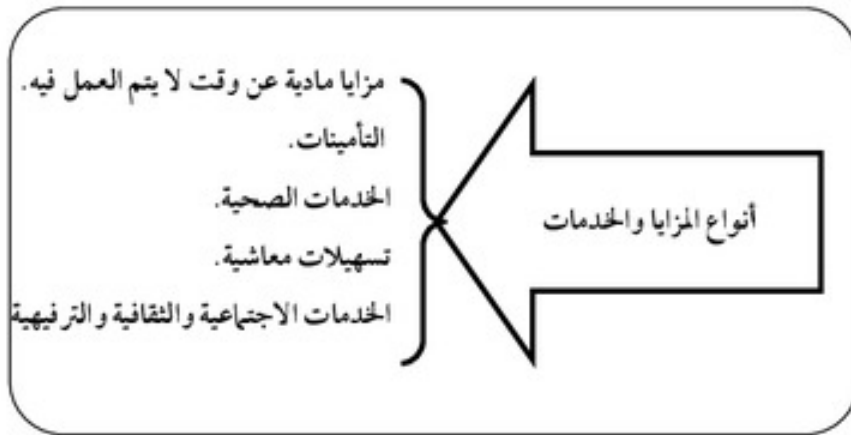 أنواع المزايا والخدمات
مزايا مادية عن وقت لا يتم العمل فيه.
التأمينات.
الخدمات الصحية.
تسهيلات معاشية.
الخدمات الاجتماعية والثقافية والترفيهية